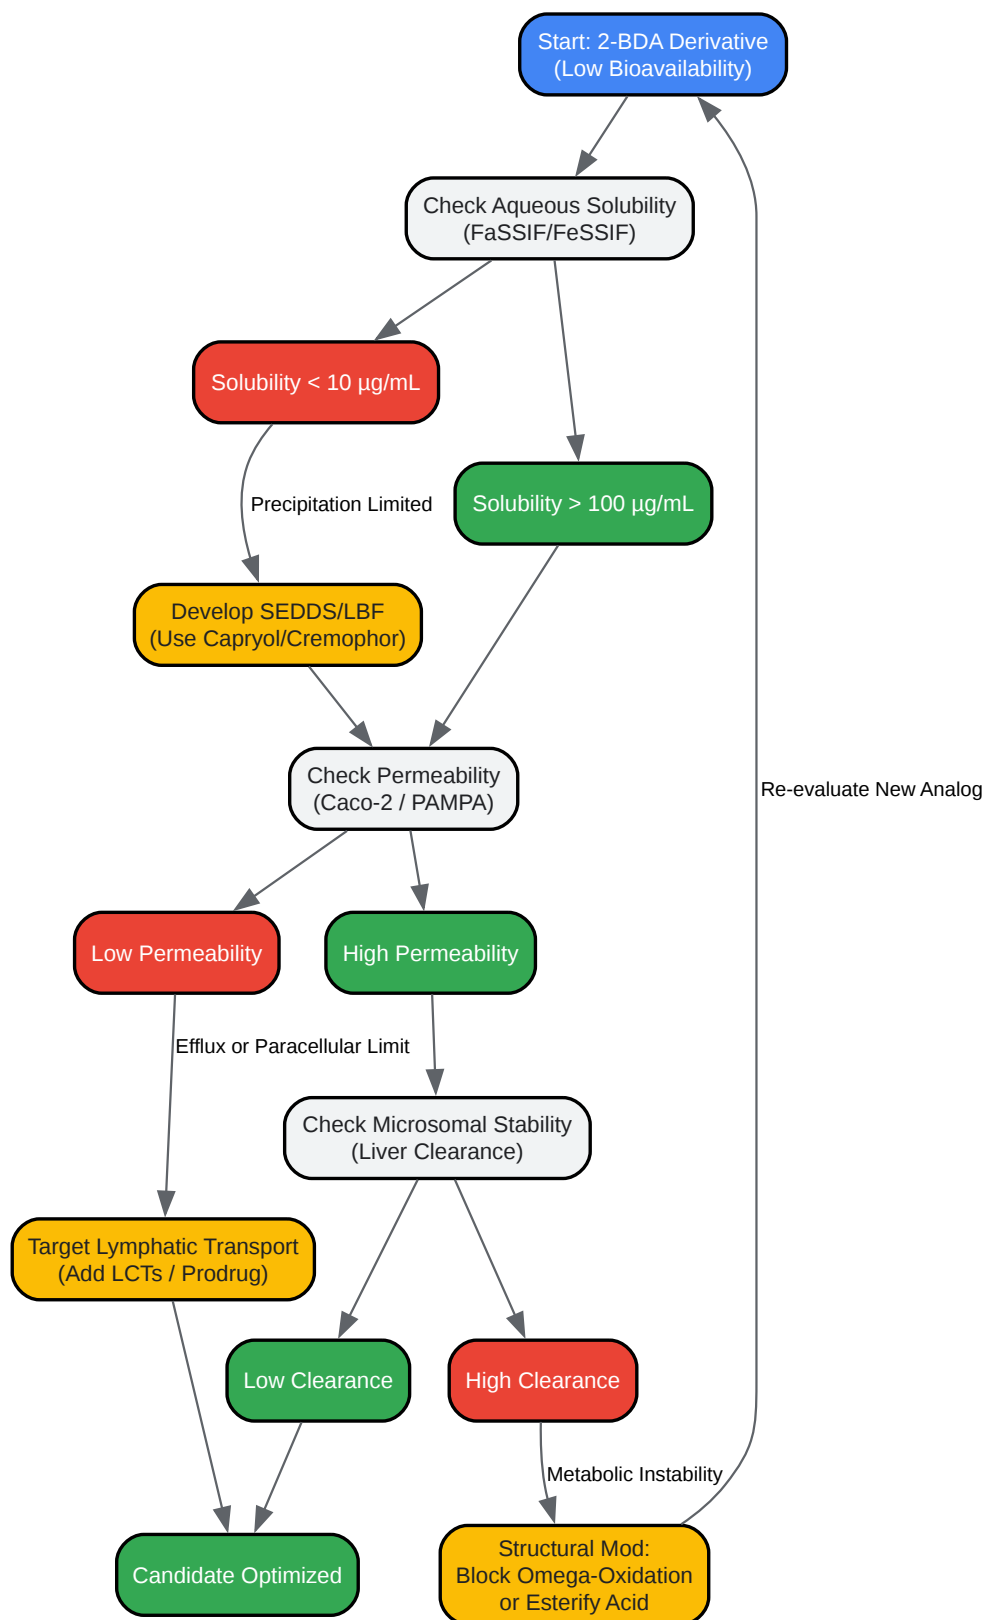 Start: 2-BDA Derivative
(Low Bioavailability)
Check Aqueous Solubility
(FaSSIF/FeSSIF)
Solubility < 10 µg/mL
Solubility > 100 µg/mL
Precipitation Limited
Develop SEDDS/LBF
(Use Capryol/Cremophor)
Check Permeability
(Caco-2 / PAMPA)
Re-evaluate New Analog
Low Permeability
High Permeability
Efflux or Paracellular Limit
Check Microsomal Stability
(Liver Clearance)
Target Lymphatic Transport
(Add LCTs / Prodrug)
Low Clearance
High Clearance
Metabolic Instability
Candidate Optimized
Structural Mod:
Block Omega-Oxidation
or Esterify Acid